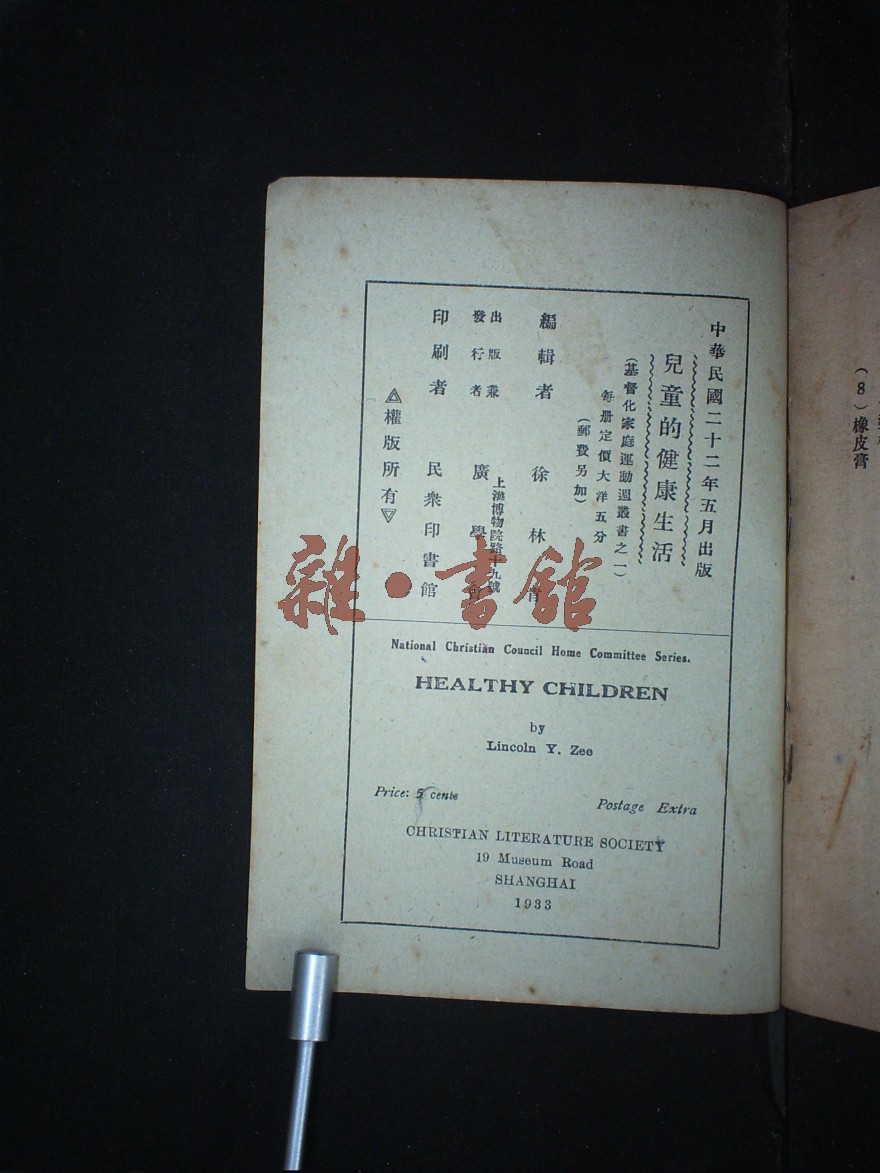 中華民國二十二年五月出版
兒童的健康生活
(基督化家庭運動週叢書之一)
每册定價大洋五分
(郵費另加)
編輯者 徐林青
出版兼發行者 上海博物院路十九號 廣學會
印刷者 民衆印書館
權版所有
National Christian Council Home Committee Series.
HEALTHY CHILDREN
by
Lincoln Y. Zee
Price: 5 cents
Postage Extra
CHRISTIAN LITERATURE SOCIETY
19 Museum Road
SHANGHAI
1933
(8)橡皮膏
雜·書館